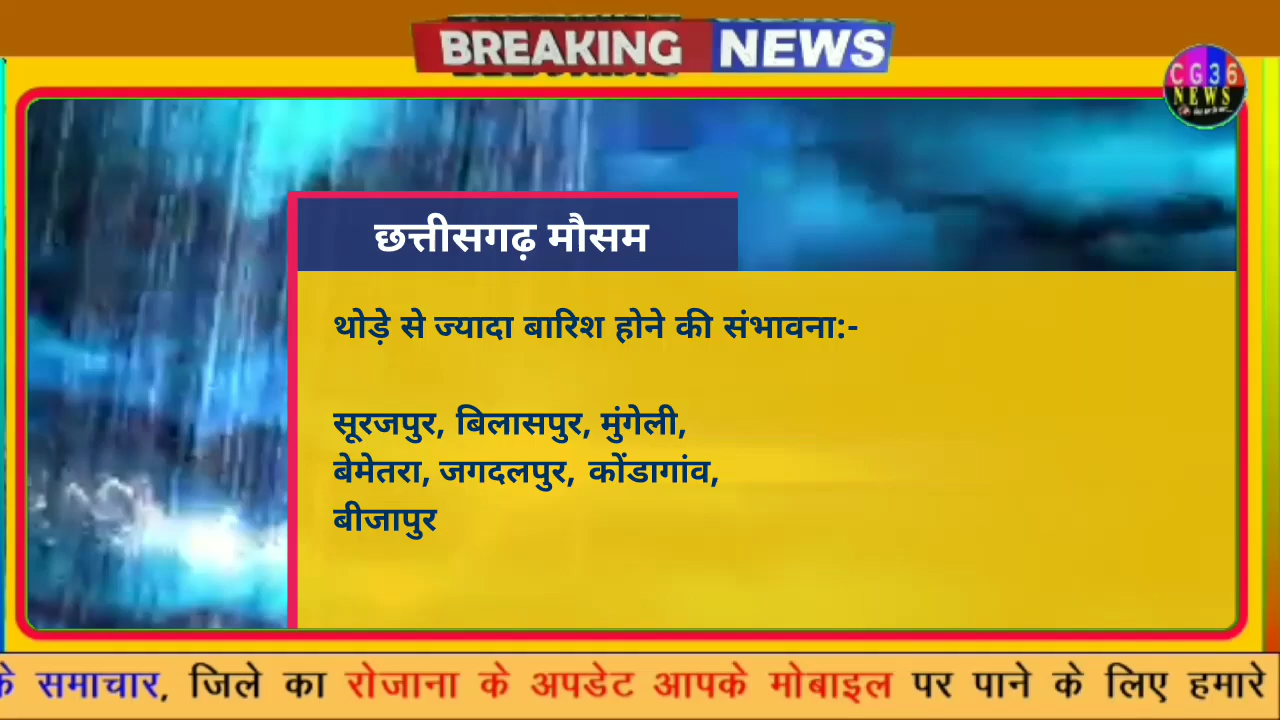 BREAKING NEWS
CG36
NEWS
छत्तीसगढ़ मौसम
थोड़े से ज्यादा बारिश होने की संभावना:-
सूरजपुर, बिलासपुर, मुंगेली,
बेमेतरा, जगदलपुर, कोंडागांव,
बीजापुर
के समाचार, जिले का रोजाना के अपडेट आपके मोबाइल पर पाने के लिए हमारे